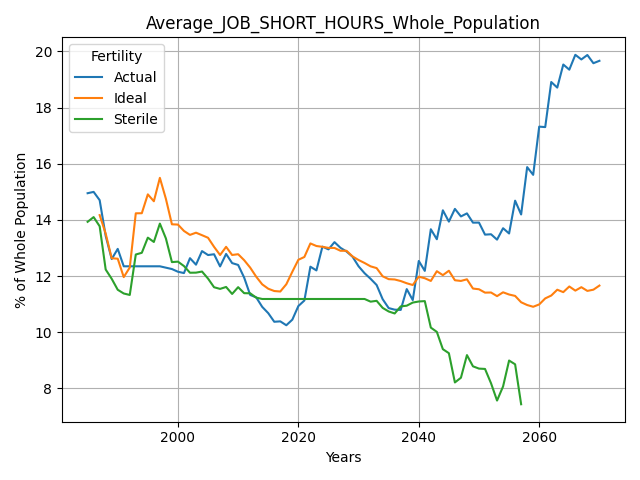 Average_JOB_SHORT_HOURS_Whole_Population
Fertility
Actual
Ideal
Sterile
% of Whole Population
20
18
16
14
12
10
8
2000
2020
2040
2060
Years